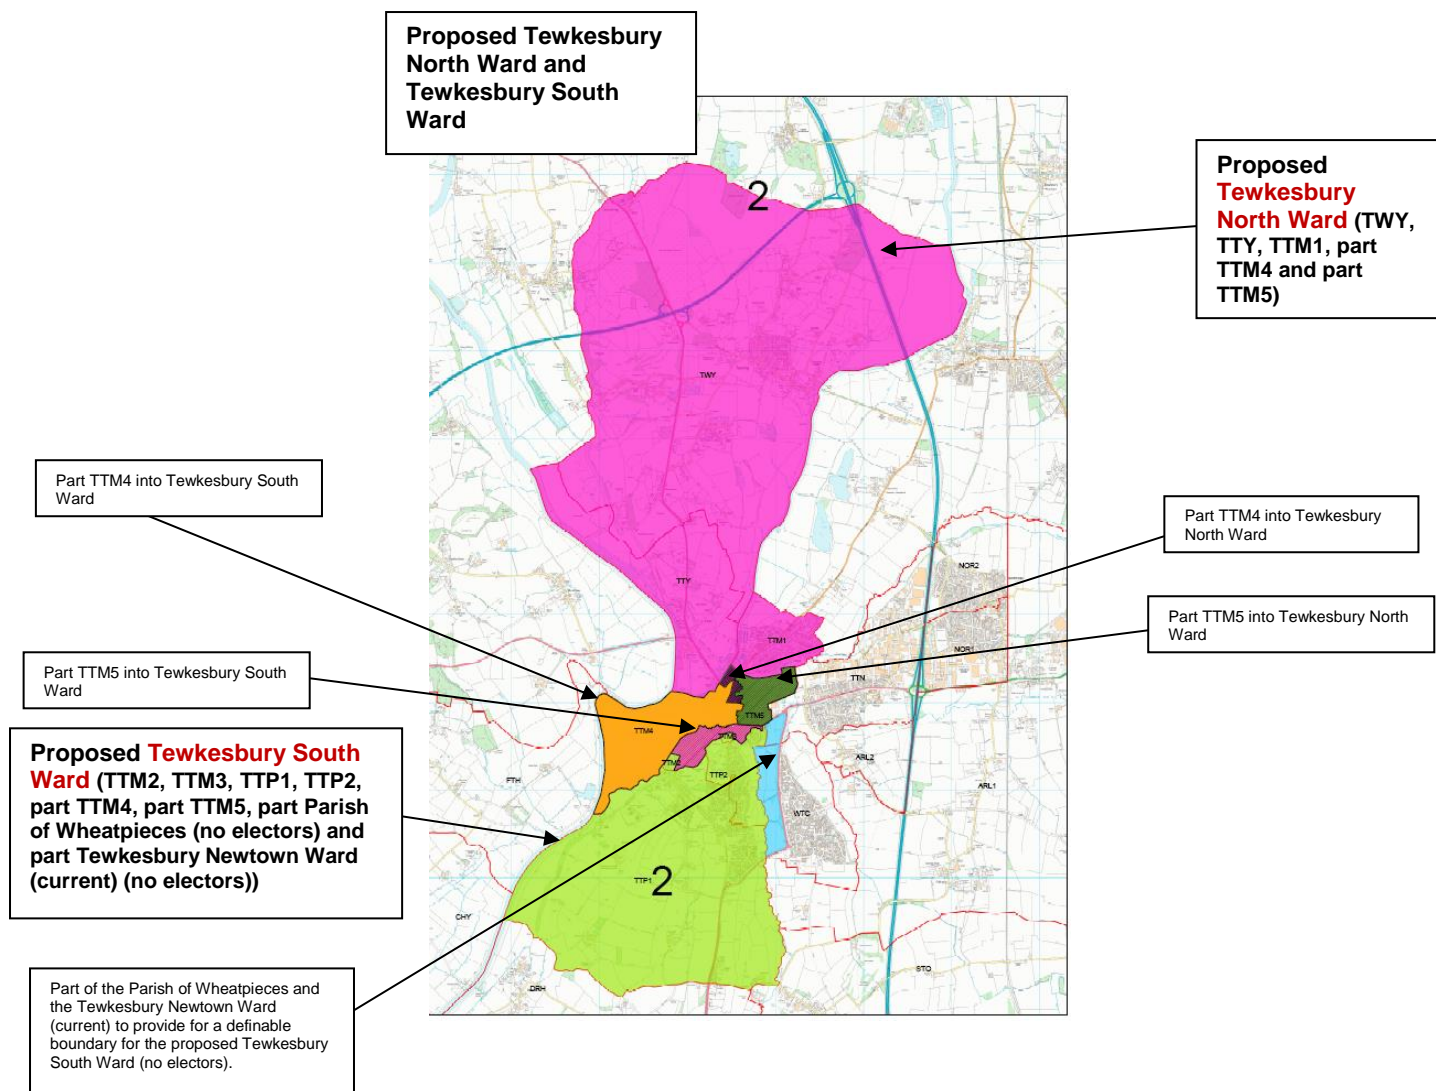 Proposed Tewkesbury
North Ward and
Tewkesbury South
Ward
Proposed
Tewkesbury
North Ward (TWY,
TTY, TTM1, part
TTM4 and part
TTM5)
2
TWY
Part TTM4 into Tewkesbury South
Ward
Part TTM4 into Tewkesbury
North Ward
NOR2
TTY
Part TTM5 into Tewkesbury North
Ward
TTM1
NOR1
Part TTM5 into Tewkesbury South
Ward
TTN
TTM5
TTM4
Proposed Tewkesbury South
Ward (TTM2, TTM3, TTP1, TTP2,
part TTM4, part TTM5, part Parish
of Wheatpieces (no electors) and
part Tewkesbury Newtown Ward
(current) (no electors))
TTM2
TTP2
FTH
ARL2
ARL1
WTC
TTP1
2
CHY
STO
DRH
Part of the Parish of Wheatpieces and
the Tewkesbury Newtown Ward
(current) to provide for a definable
boundary for the proposed Tewkesbury
South Ward (no electors).